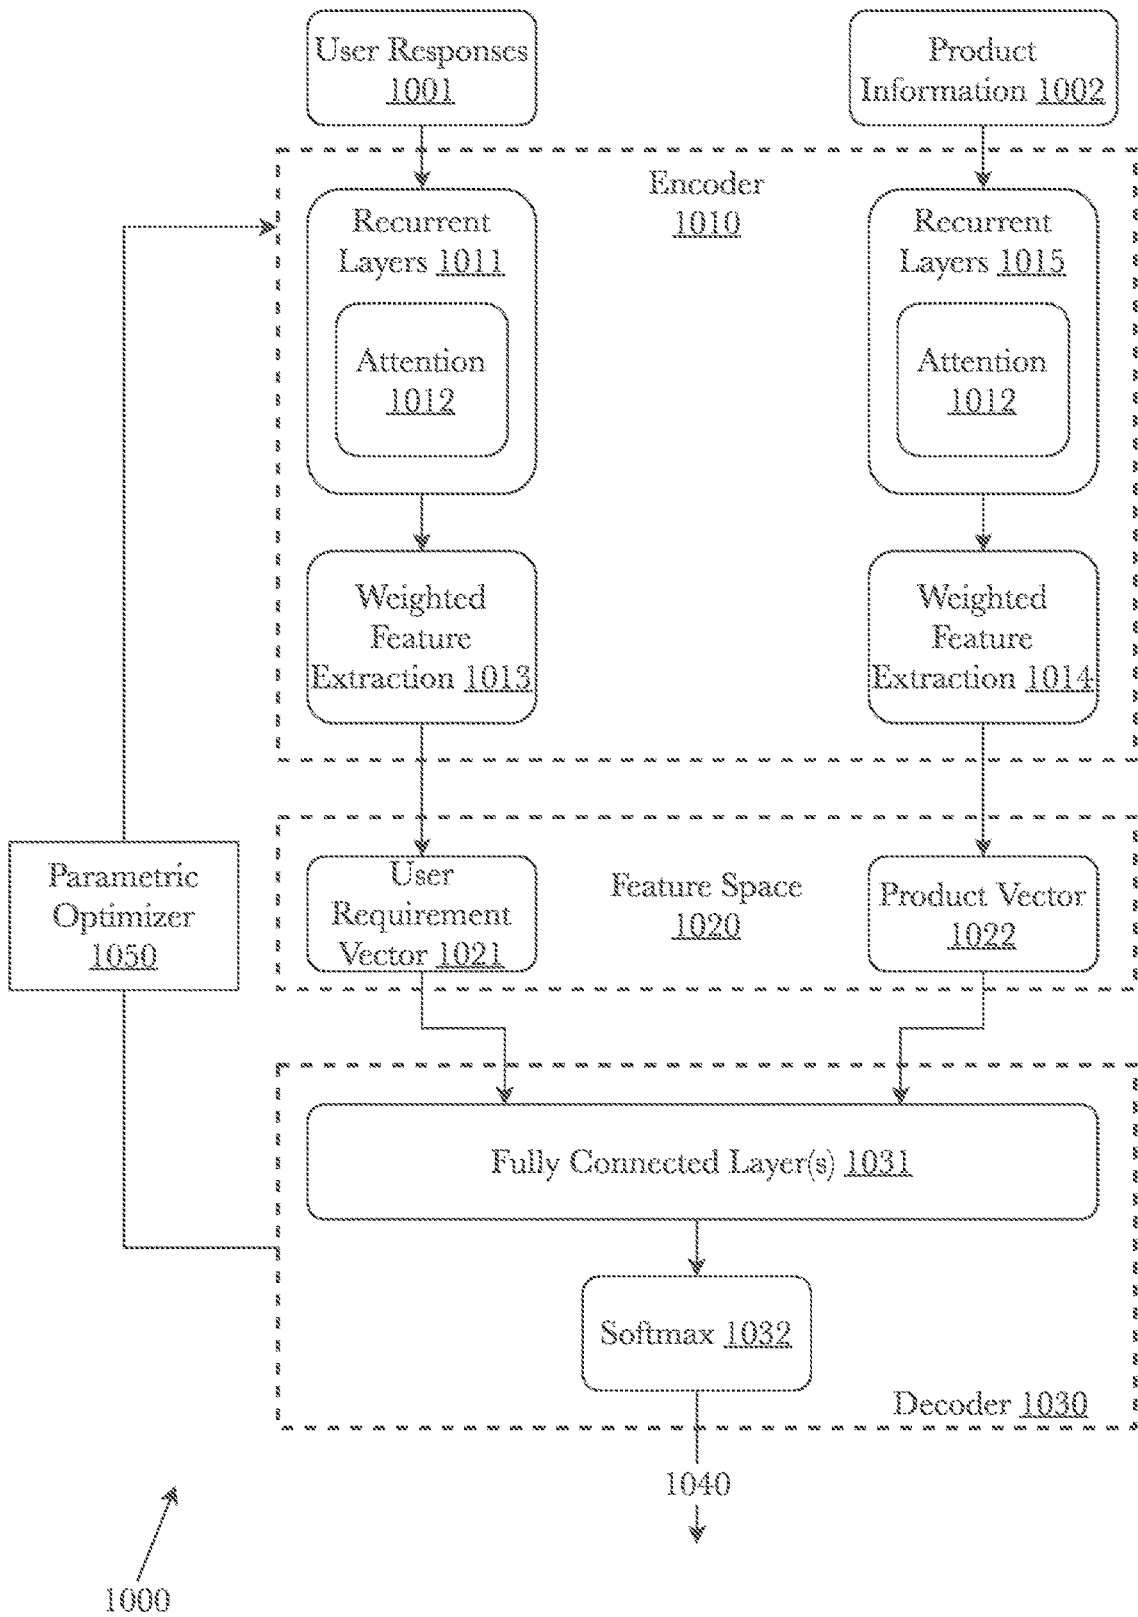 User Responses
1001
Product
Information 1002
Encoder
1010
Recurrent
Layers 1011
Attention
1012
Recurrent
Layers 1015
Attention
1012
Weighted
Feature
Extraction 1013
Weighted
Feature
Extraction 1014
Parametric
Optimizer
1050
User
Requirement
Vector 1021
Feature Space
1020
Product Vector
1022
Fully Connected Layer(s) 1031
Softmax 1032
Decoder 1030
1040
1000